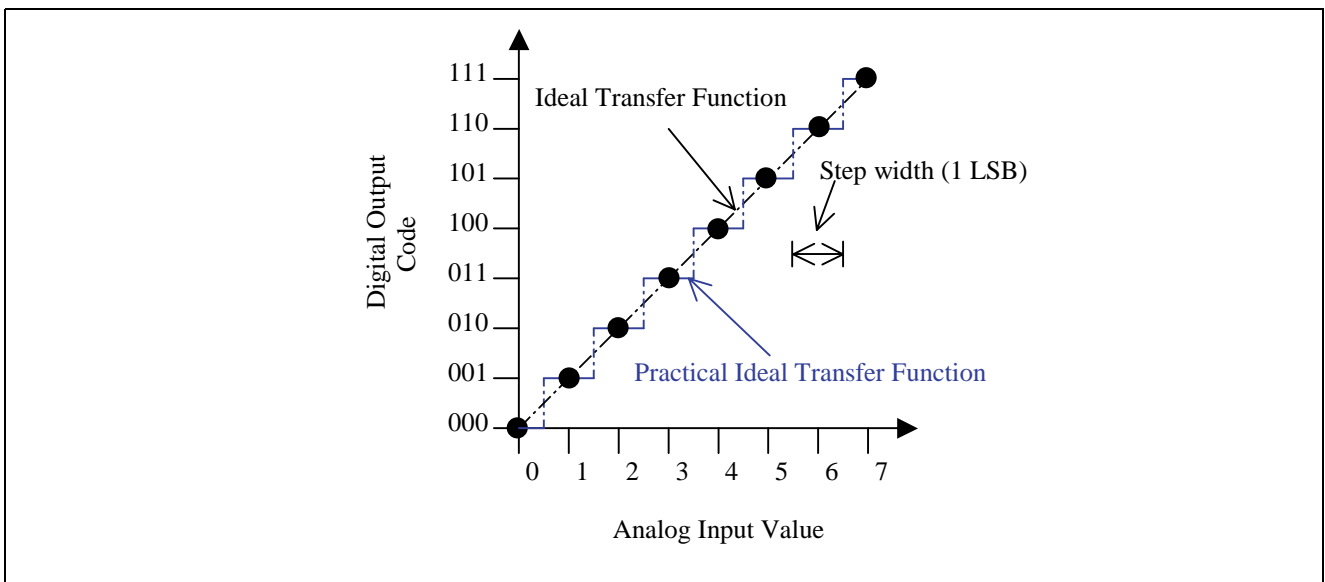 111
Ideal Transfer Function
110
101
Step width (1 LSB)
Digital Output
Code
100
011
010
001
Practical Ideal Transfer Function
000
0 1 2 3 4 5 6 7
Analog Input Value